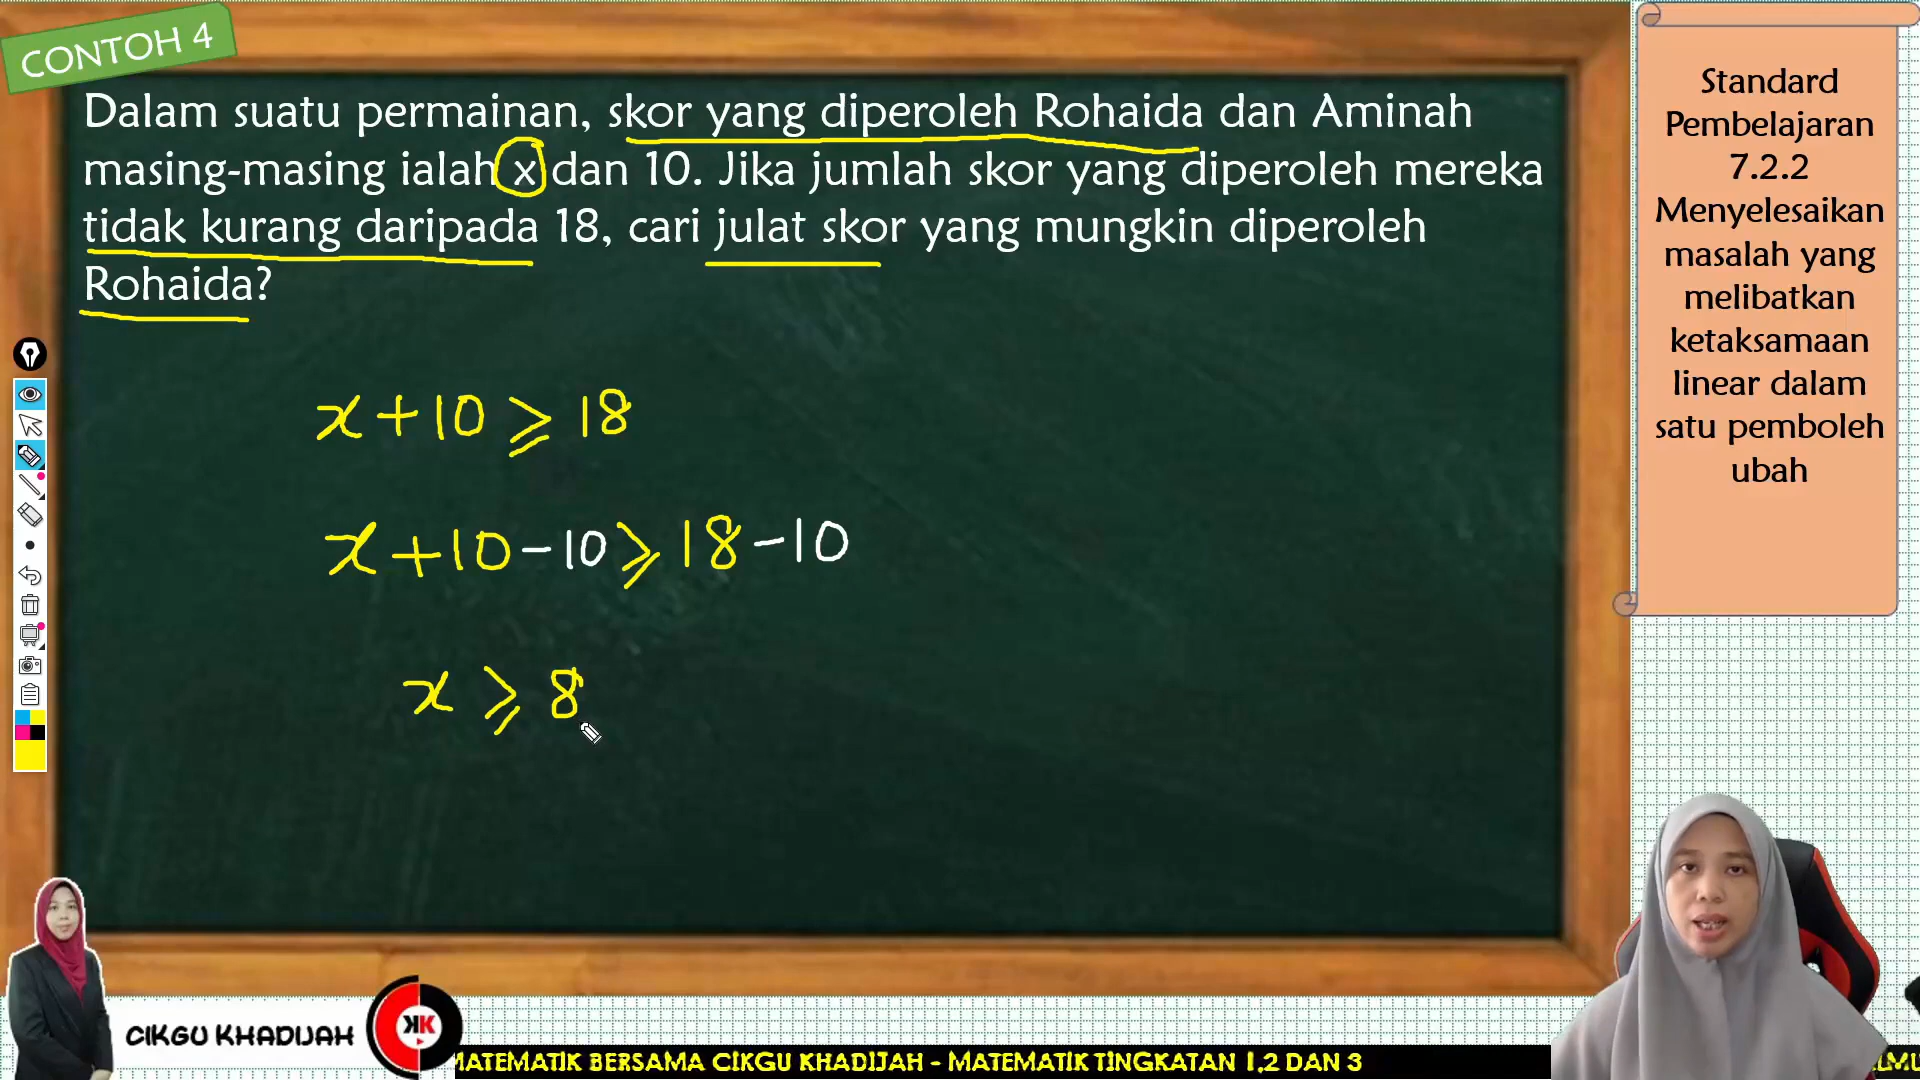 CONTOH 4
Dalam suatu permainan, skor yang diperoleh Rohaida dan Aminah
masing-masing ialah x dan 10. Jika jumlah skor yang diperoleh mereka
tidak kurang daripada 18, cari julat skor yang mungkin diperoleh
Rohaida?
x + 10 ⩾ 18
x + 10 - 10 ⩾ 18 - 10
x ⩾ 8
Standard
Pembelajaran
7.2.2
Menyelesaikan
masalah yang
melibatkan
ketaksamaan
linear dalam
satu pemboleh
ubah
CIKGU KHADIJAH
KK
MATEMATIK BERSAMA CIKGU KHADIJAH - MATEMATIK TINGKATAN 1,2 DAN 3